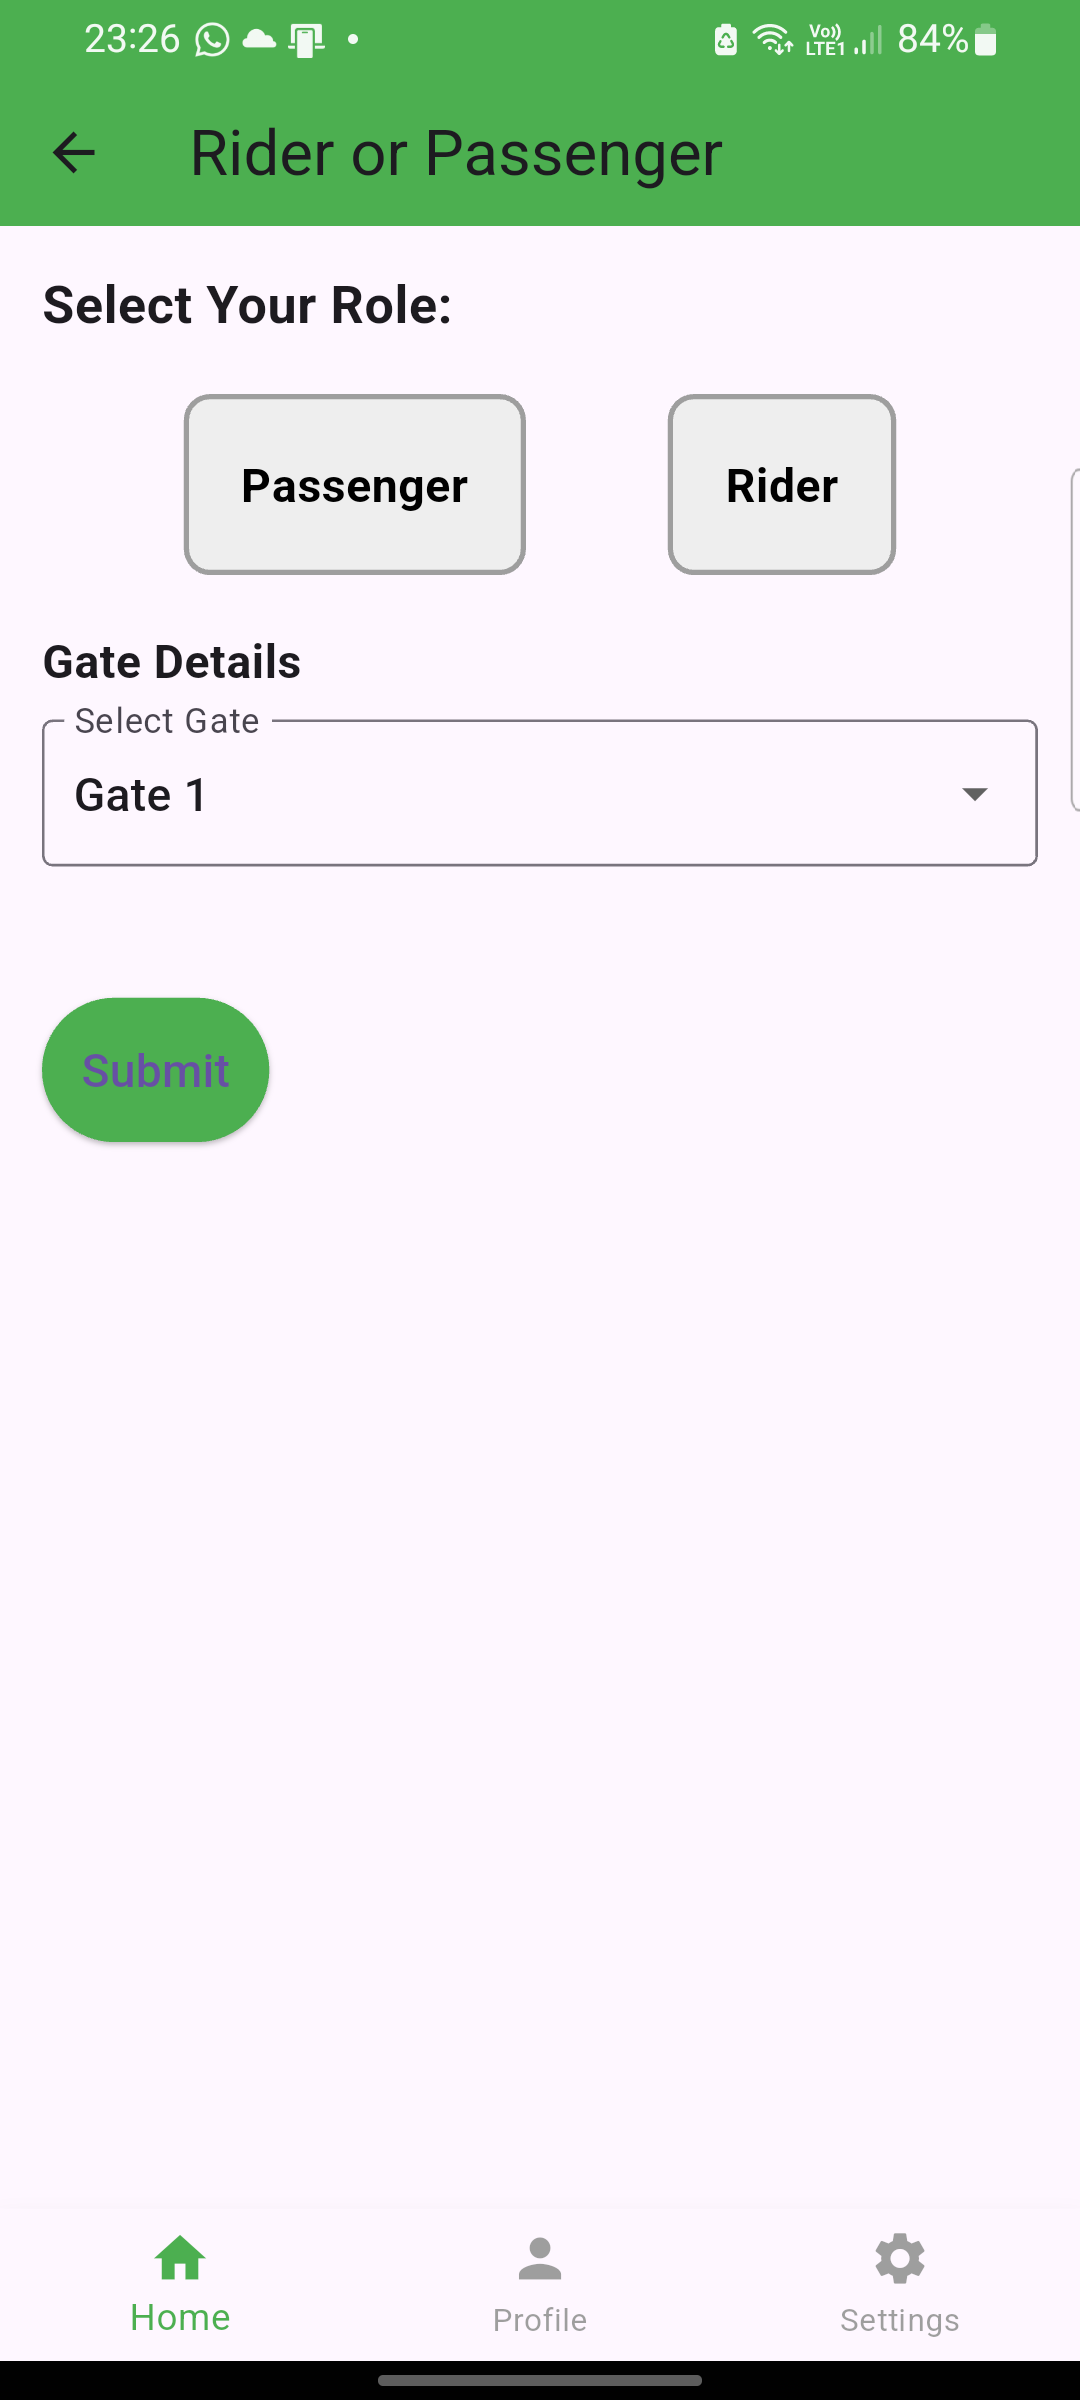 23:26 Vo)) LTE1 84%
Rider or Passenger
Select Your Role:
Passenger Rider
Gate Details
Select Gate
Gate 1
Submit
Home Profile Settings